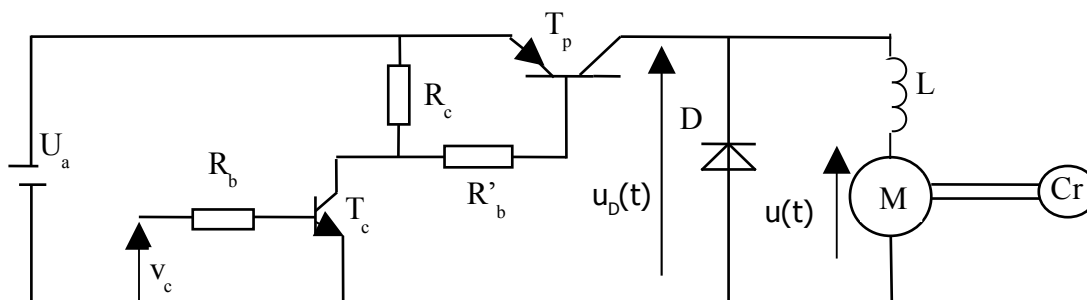 T_p
R_c
L
D
U_a
R_b
R'_b
T_c
u_D(t)
u(t)
M
Cr
v_c